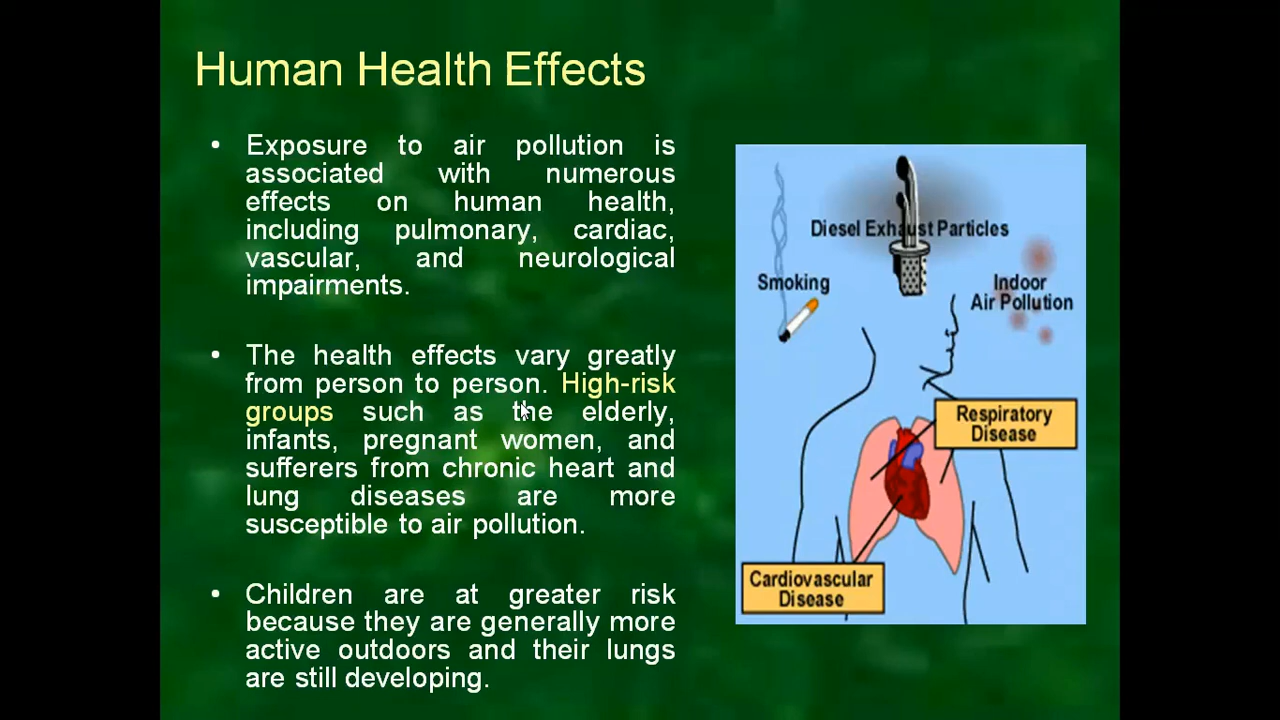 Human Health Effects
• Exposure to air pollution is
associated with numerous
effects on human health,
including pulmonary, cardiac,
vascular, and neurological
impairments.
• The health effects vary greatly
from person to person. High-risk
groups such as the elderly,
infants, pregnant women, and
sufferers from chronic heart and
lung diseases are more
susceptible to air pollution.
• Children are at greater risk
because they are generally more
active outdoors and their lungs
are still developing.
Diesel Exhaust Particles
Smoking
Indoor
Air Pollution
Respiratory
Disease
Cardiovascular
Disease